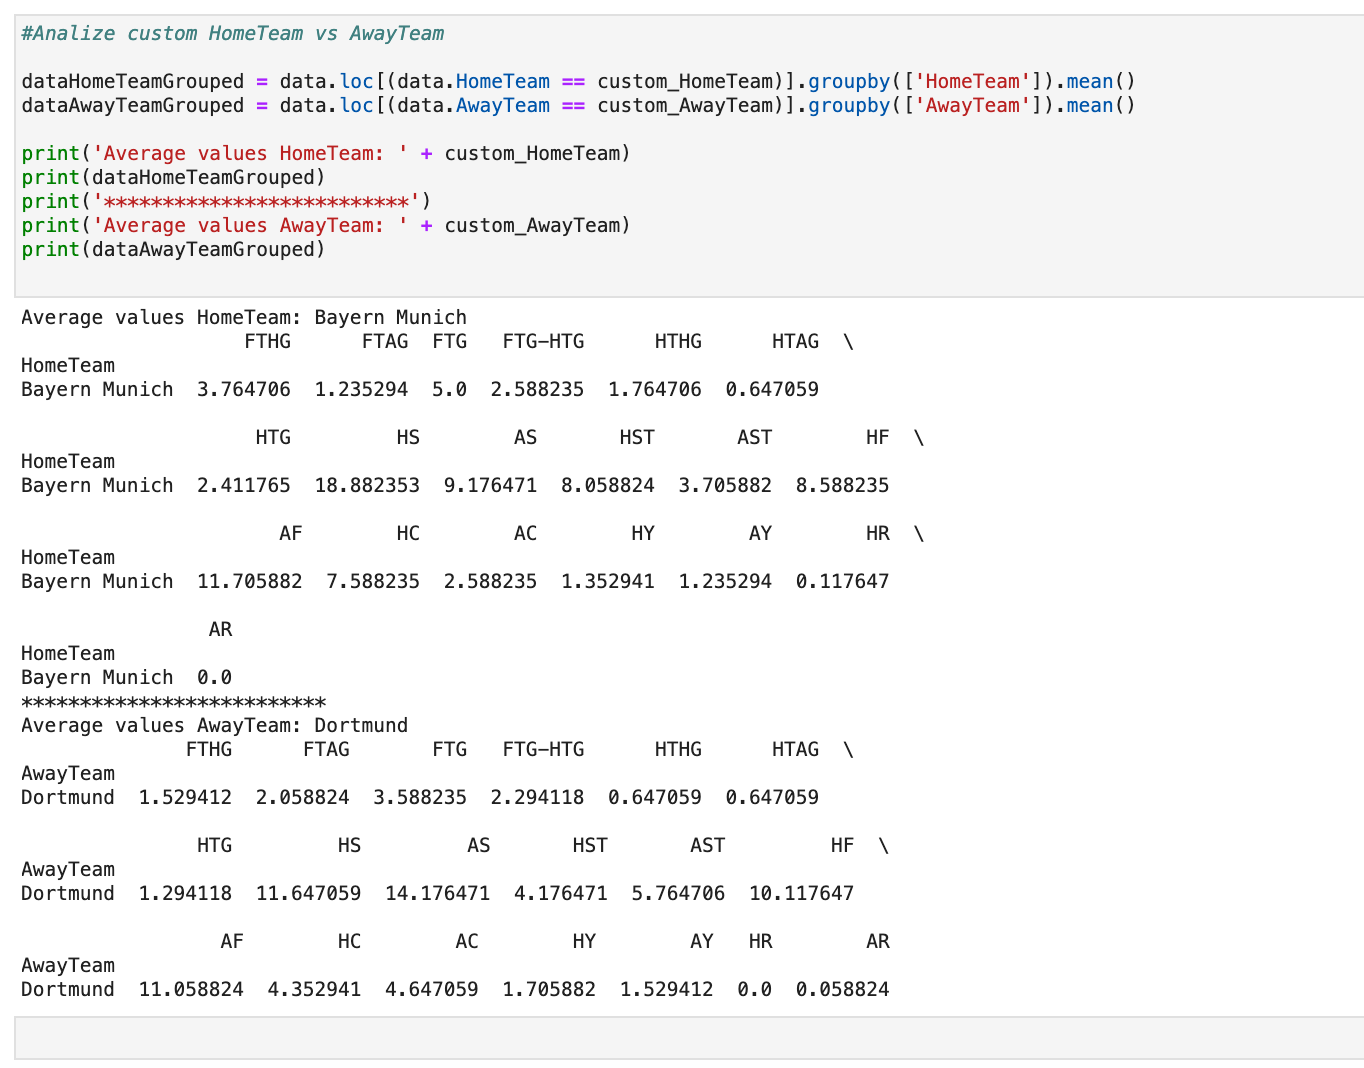 #Analize custom HomeTeam vs AwayTeam
dataHomeTeamGrouped = data.loc[(data.HomeTeam == custom_HomeTeam)].groupby(['HomeTeam']).mean()
dataAwayTeamGrouped = data.loc[(data.AwayTeam == custom_AwayTeam)].groupby(['AwayTeam']).mean()
print('Average values HomeTeam: ' + custom_HomeTeam)
print(dataHomeTeamGrouped)
print('**************************')
print('Average values AwayTeam: ' + custom_AwayTeam)
print(dataAwayTeamGrouped)
Average values HomeTeam: Bayern Munich
FTHG FTAG FTG FTG-HTG HTHG HTAG \
HomeTeam
Bayern Munich 3.764706 1.235294 5.0 2.588235 1.764706 0.647059
HTG HS AS HST AST HF \
HomeTeam
Bayern Munich 2.411765 18.882353 9.176471 8.058824 3.705882 8.588235
AF HC AC HY AY HR \
HomeTeam
Bayern Munich 11.705882 7.588235 2.588235 1.352941 1.235294 0.117647
AR
HomeTeam
Bayern Munich 0.0
**************************
Average values AwayTeam: Dortmund
FTHG FTAG FTG FTG-HTG HTHG HTAG \
AwayTeam
Dortmund 1.529412 2.058824 3.588235 2.294118 0.647059 0.647059
HTG HS AS HST AST HF \
AwayTeam
Dortmund 1.294118 11.647059 14.176471 4.176471 5.764706 10.117647
AF HC AC HY AY HR AR
AwayTeam
Dortmund 11.058824 4.352941 4.647059 1.705882 1.529412 0.0 0.058824